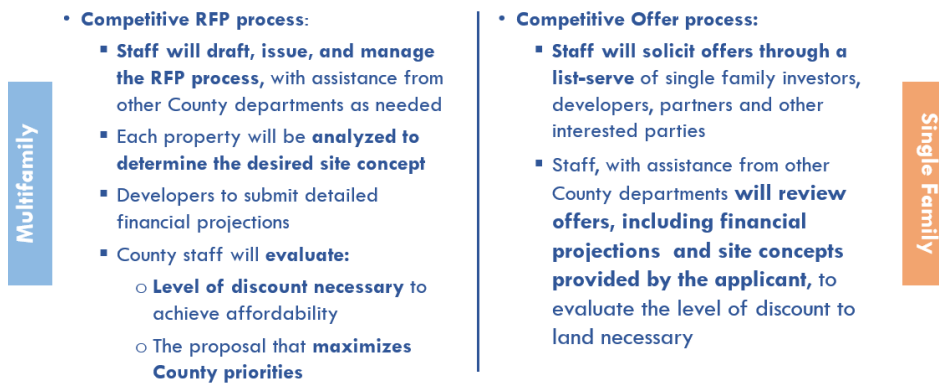 Multifamily
• Competitive RFP process:
▪ Staff will draft, issue, and manage
the RFP process, with assistance from
other County departments as needed
▪ Each property will be analyzed to
determine the desired site concept
▪ Developers to submit detailed
financial projections
▪ County staff will evaluate:
o Level of discount necessary to
achieve affordability
o The proposal that maximizes
County priorities
• Competitive Offer process:
▪ Staff will solicit offers through a
list-serve of single family investors,
developers, partners and other
interested parties
▪ Staff, with assistance from other
County departments will review
offers, including financial
projections and site concepts
provided by the applicant, to
evaluate the level of discount to
land necessary
Single Family